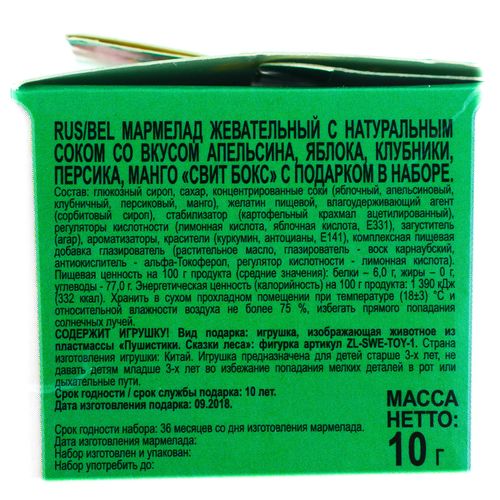 RUS/BEL МАРМЕЛАД ЖЕВАТЕЛЬНЫЙ С НАТУРАЛЬНЫМ
СОКОМ СО ВКУСОМ АПЕЛЬСИНА, ЯБЛОКА, КЛУБНИКИ,
ПЕРСИКА, МАНГО «СВИТ БОКС» С ПОДАРКОМ В НАБОРЕ.
Состав: глюкозный сироп, сахар, концентрированные соки (яблочный, апельсиновый,
клубничный, персиковый, манго), желатин пищевой, влагоудерживающий агент
(сорбитовый сироп), стабилизатор (картофельный крахмал ацетилированный),
регуляторы кислотности (лимонная кислота, яблочная кислота, Е331), загуститель
(агар), ароматизаторы, красители (куркумин, антоцианы, Е141), комплексная пищевая
добавка глазирователь (растительное масло, глазирователь - воск карнаубский,
антиокислитель - альфа-Токоферол, регулятор кислотности - лимонная кислота).
Пищевая ценность на 100 г продукта (средние значения): белки – 6,0 г, жиры – 0 г,
углеводы - 77,0 г. Энергетическая ценность (калорийность) на 100 г продукта: 1 390 кДж
(332 ккал). Хранить в сухом прохладном помещении при температуре (18±3) °С и
относительной влажности воздуха не более 75 %, избегать прямого попадания
солнечных лучей.
СОДЕРЖИТ ИГРУШКУ! Вид подарка: игрушка, изображающая животное из
пластмассы «Пушистики. Сказки леса»: фигурка артикул ZL-SWE-TOY-1. Страна
изготовления игрушки: Китай. Игрушка предназначена для детей старше 3-х лет, не
давать детям младше 3-х лет во избежание попадания мелких деталей в рот или
дыхательные пути.
Срок годности / срок службы подарка: 10 лет.
Дата изготовления подарка: 09.2018.
Срок годности набора: 36 месяцев со дня изготовления мармелада.
Дата изготовления мармелада:
Дата изготовления набора:
Набор употребить до:
МАССА
НЕТТО:
10 г